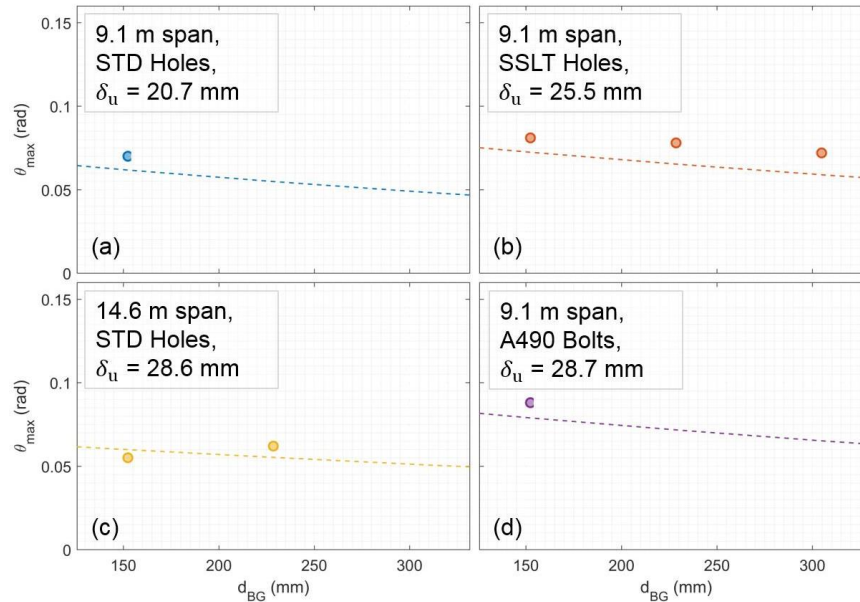 0.15
0.1
0.05
0
θmax (rad)
9.1 m span,
STD Holes,
δu = 20.7 mm
(a)
9.1 m span,
SSLT Holes,
δu = 25.5 mm
(b)
0.15
0.1
0.05
0
θmax (rad)
14.6 m span,
STD Holes,
δu = 28.6 mm
(c)
150 200 250 300
dBG (mm)
9.1 m span,
A490 Bolts,
δu = 28.7 mm
(d)
150 200 250 300
dBG (mm)